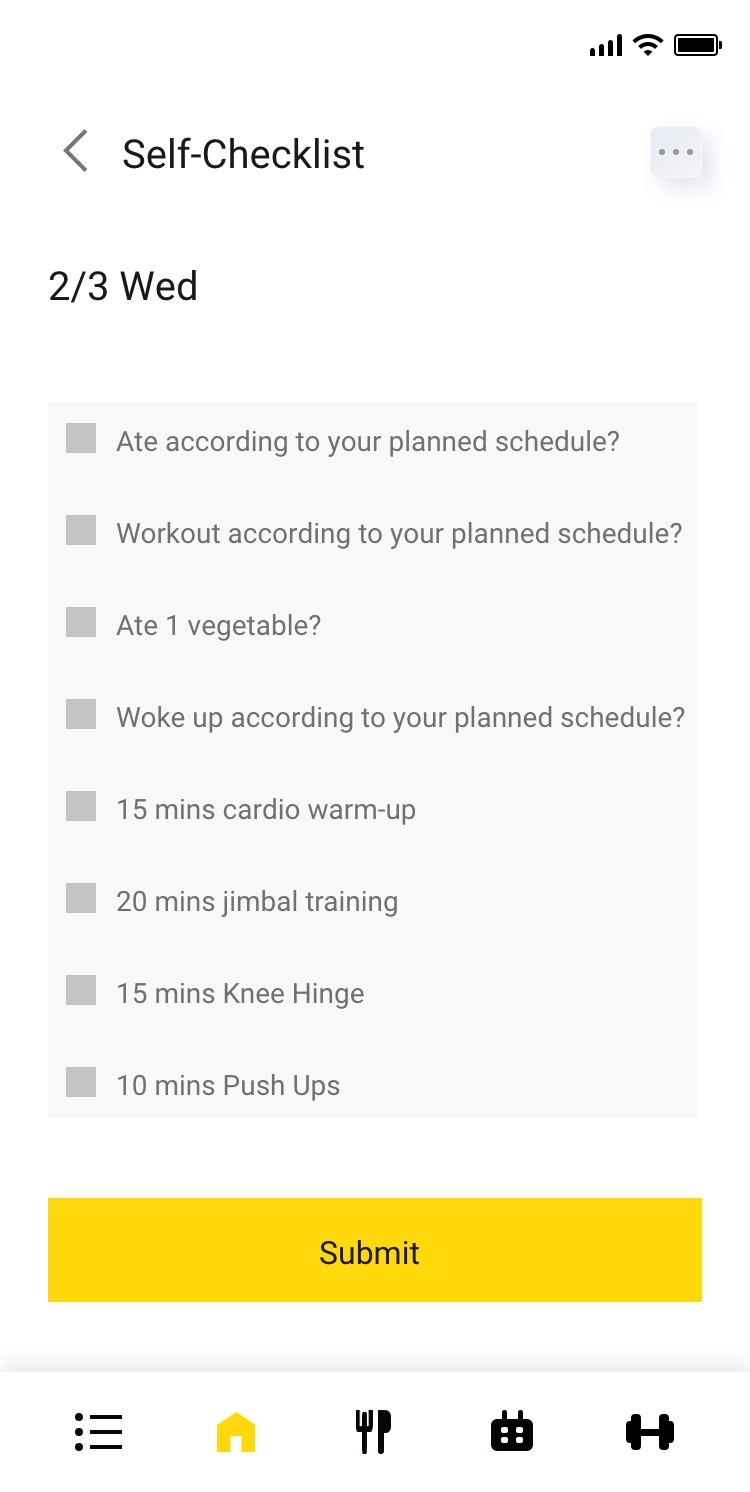 Self-Checklist
2/3 Wed
Ate according to your planned schedule?
Workout according to your planned schedule?
Ate 1 vegetable?
Woke up according to your planned schedule?
15 mins cardio warm-up
20 mins jimbal training
15 mins Knee Hinge
10 mins Push Ups
Submit